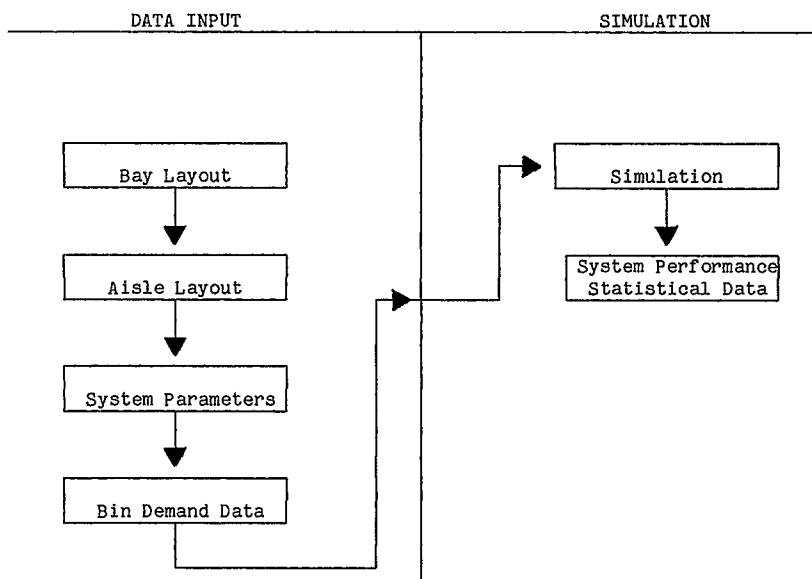 DATA INPUT
SIMULATION
Bay Layout
Aisle Layout
System Parameters
Bin Demand Data
Simulation
System Performance
Statistical Data